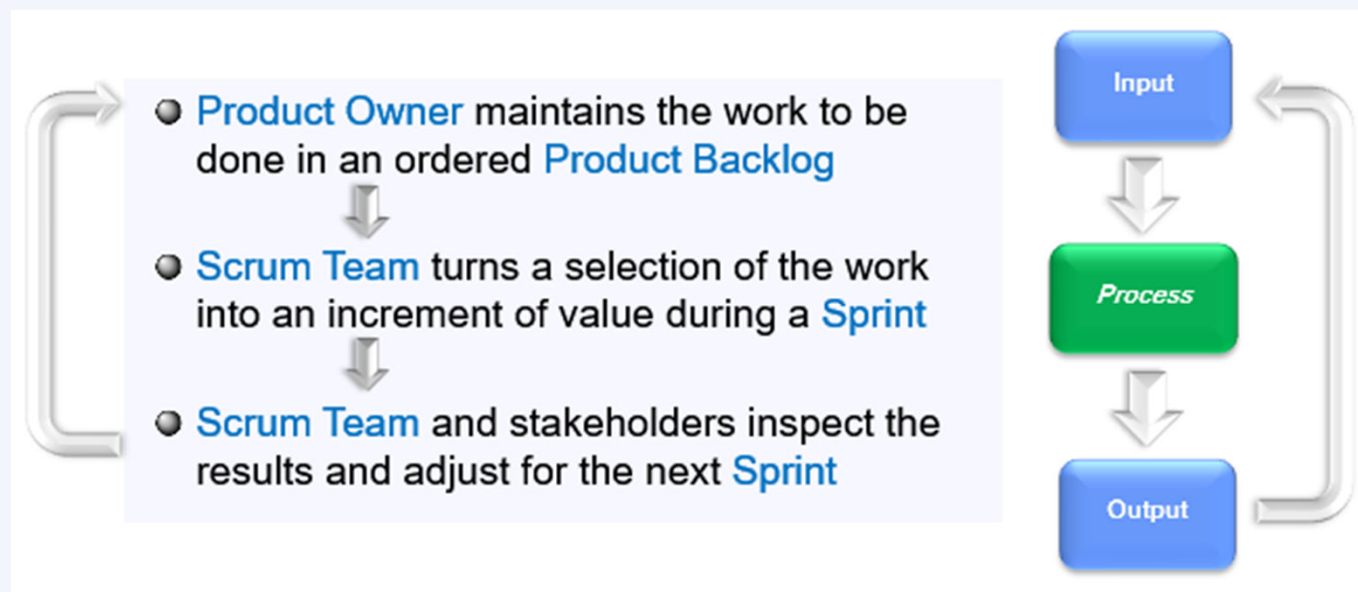 Product Owner maintains the work to be
done in an ordered Product Backlog
Scrum Team turns a selection of the work
into an increment of value during a Sprint
Scrum Team and stakeholders inspect the
results and adjust for the next Sprint
Input
Process
Output